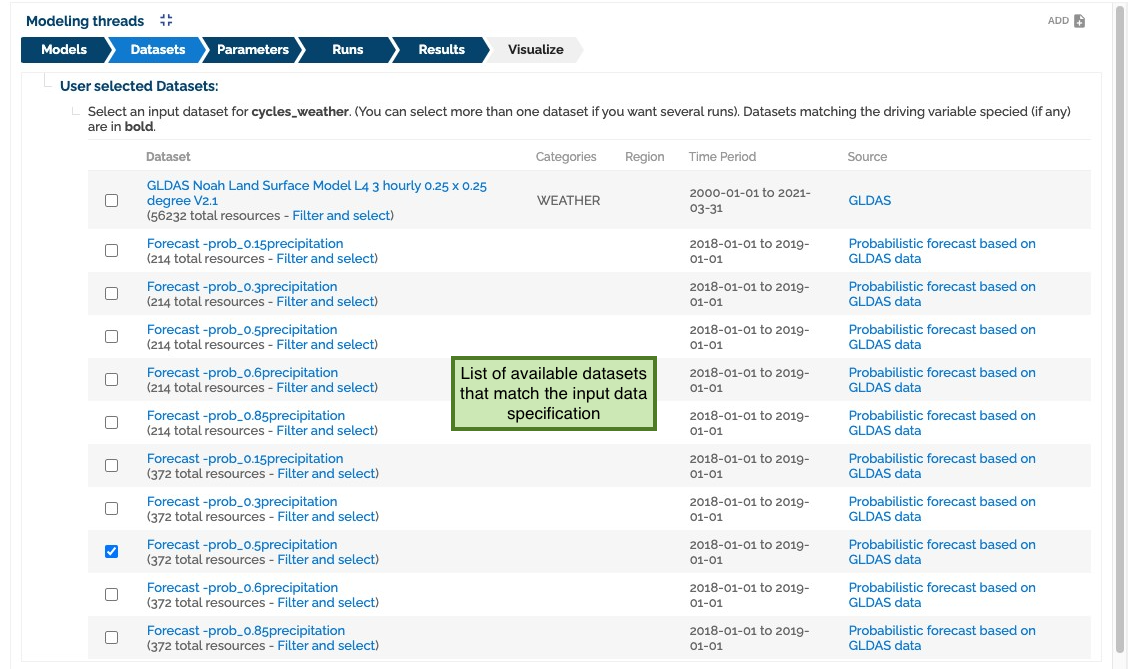 Modeling threads
ADD
Models Datasets Parameters Runs Results Visualize
User selected Datasets:
Select an input dataset for cycles_weather. (You can select more than one dataset if you want several runs). Datasets matching the driving variable specied (if any)
are in bold.
Dataset Categories Region Time Period Source
GLDAS Noah Land Surface Model L4 3 hourly 0.25 x 0.25
degree V2.1
(56232 total resources - Filter and select)
WEATHER
2000-01-01 to 2021-
03-31
GLDAS
Forecast -prob_0.15precipitation
(214 total resources - Filter and select)
2018-01-01 to 2019-
01-01
Probabilistic forecast based on
GLDAS data
Forecast -prob_0.3precipitation
(214 total resources - Filter and select)
2018-01-01 to 2019-
01-01
Probabilistic forecast based on
GLDAS data
Forecast -prob_0.5precipitation
(214 total resources - Filter and select)
2018-01-01 to 2019-
01-01
Probabilistic forecast based on
GLDAS data
Forecast -prob_0.6precipitation
(214 total resources - Filter and select)
2018-01-01 to 2019-
01-01
Probabilistic forecast based on
GLDAS data
List of available datasets
that match the input data
specification
Forecast -prob_0.85precipitation
(214 total resources - Filter and select)
2018-01-01 to 2019-
01-01
Probabilistic forecast based on
GLDAS data
Forecast -prob_0.15precipitation
(372 total resources - Filter and select)
2018-01-01 to 2019-
01-01
Probabilistic forecast based on
GLDAS data
Forecast -prob_0.3precipitation
(372 total resources - Filter and select)
2018-01-01 to 2019-
01-01
Probabilistic forecast based on
GLDAS data
Forecast -prob_0.5precipitation
(372 total resources - Filter and select)
2018-01-01 to 2019-
01-01
Probabilistic forecast based on
GLDAS data
Forecast -prob_0.6precipitation
(372 total resources - Filter and select)
2018-01-01 to 2019-
01-01
Probabilistic forecast based on
GLDAS data
Forecast -prob_0.85precipitation
(372 total resources - Filter and select)
2018-01-01 to 2019-
01-01
Probabilistic forecast based on
GLDAS data